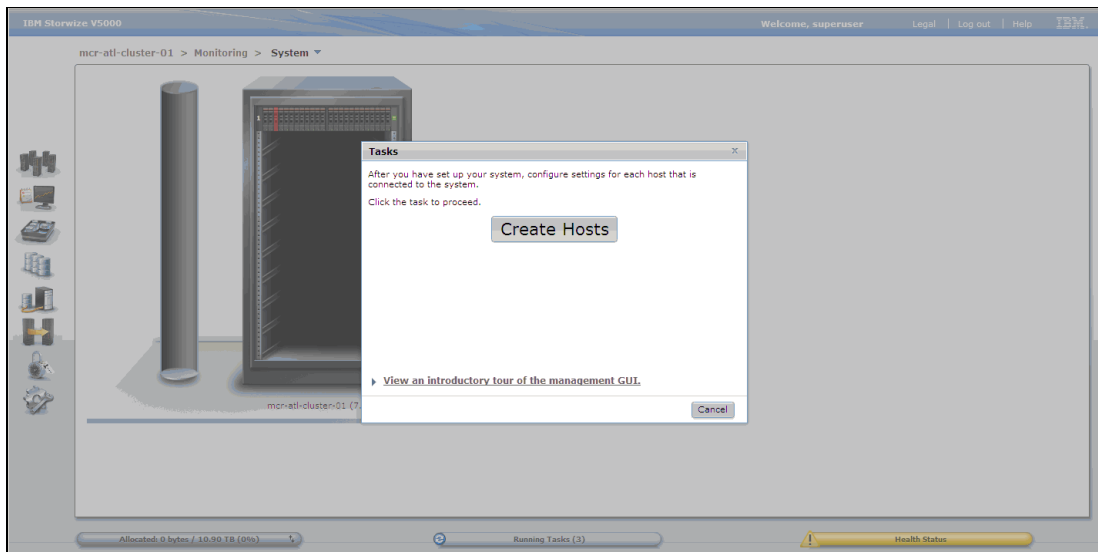 IBM Storwize V5000
Welcome, superuser
Legal | Log out | Help
IBM.
mcr-atl-cluster-01 > Monitoring > System
1
Tasks
x
After you have set up your system, configure settings for each host that is
connected to the system.
Click the task to proceed.
Create Hosts
View an introductory tour of the management GUI.
Cancel
mcr-atl-cluster-01 (7.
Allocated: 0 bytes / 10.90 TB (0%)
Running Tasks (3)
Health Status